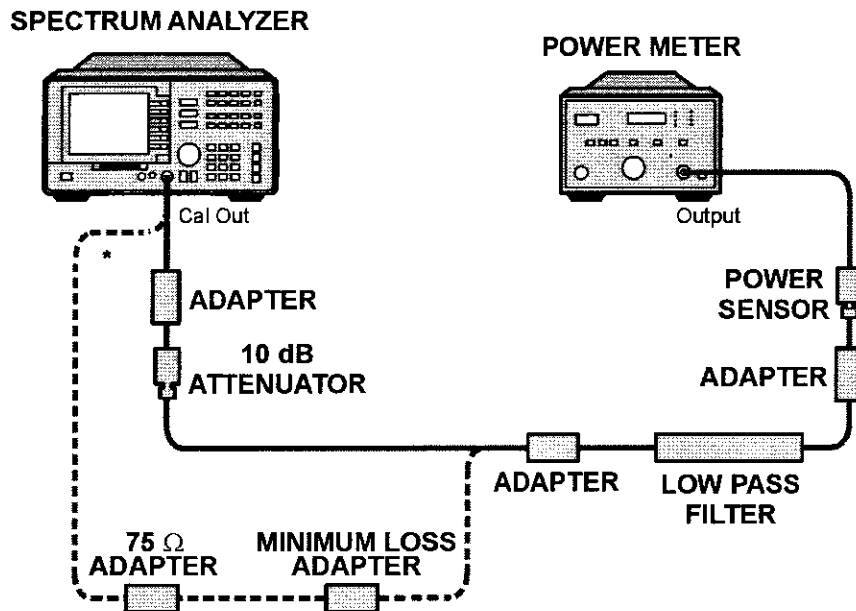 SPECTRUM ANALYZER
POWER METER
Cal Out
Output
*
ADAPTER
POWER
SENSOR
10 dB
ATTENUATOR
ADAPTER
ADAPTER
LOW PASS
FILTER
75 Ω
ADAPTER
MINIMUM LOSS
ADAPTER